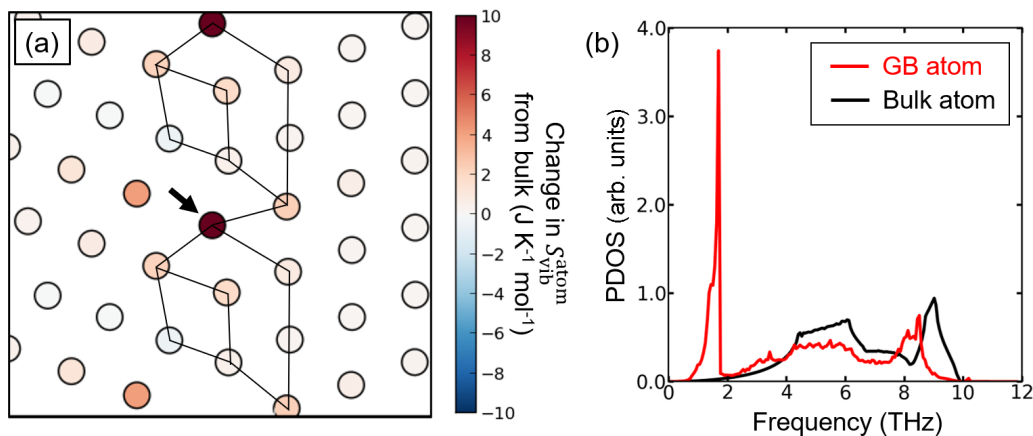 (a)
10
8
6
4
2
0
−2
−4
−6
−8
−10
Change in S^atom_vib
from bulk (J K⁻¹ mol⁻¹)
(b)
GB atom
Bulk atom
PDOS (arb. units)
4.0
3.0
2.0
1.0
0.0
0 2 4 6 8 10 12
Frequency (THz)